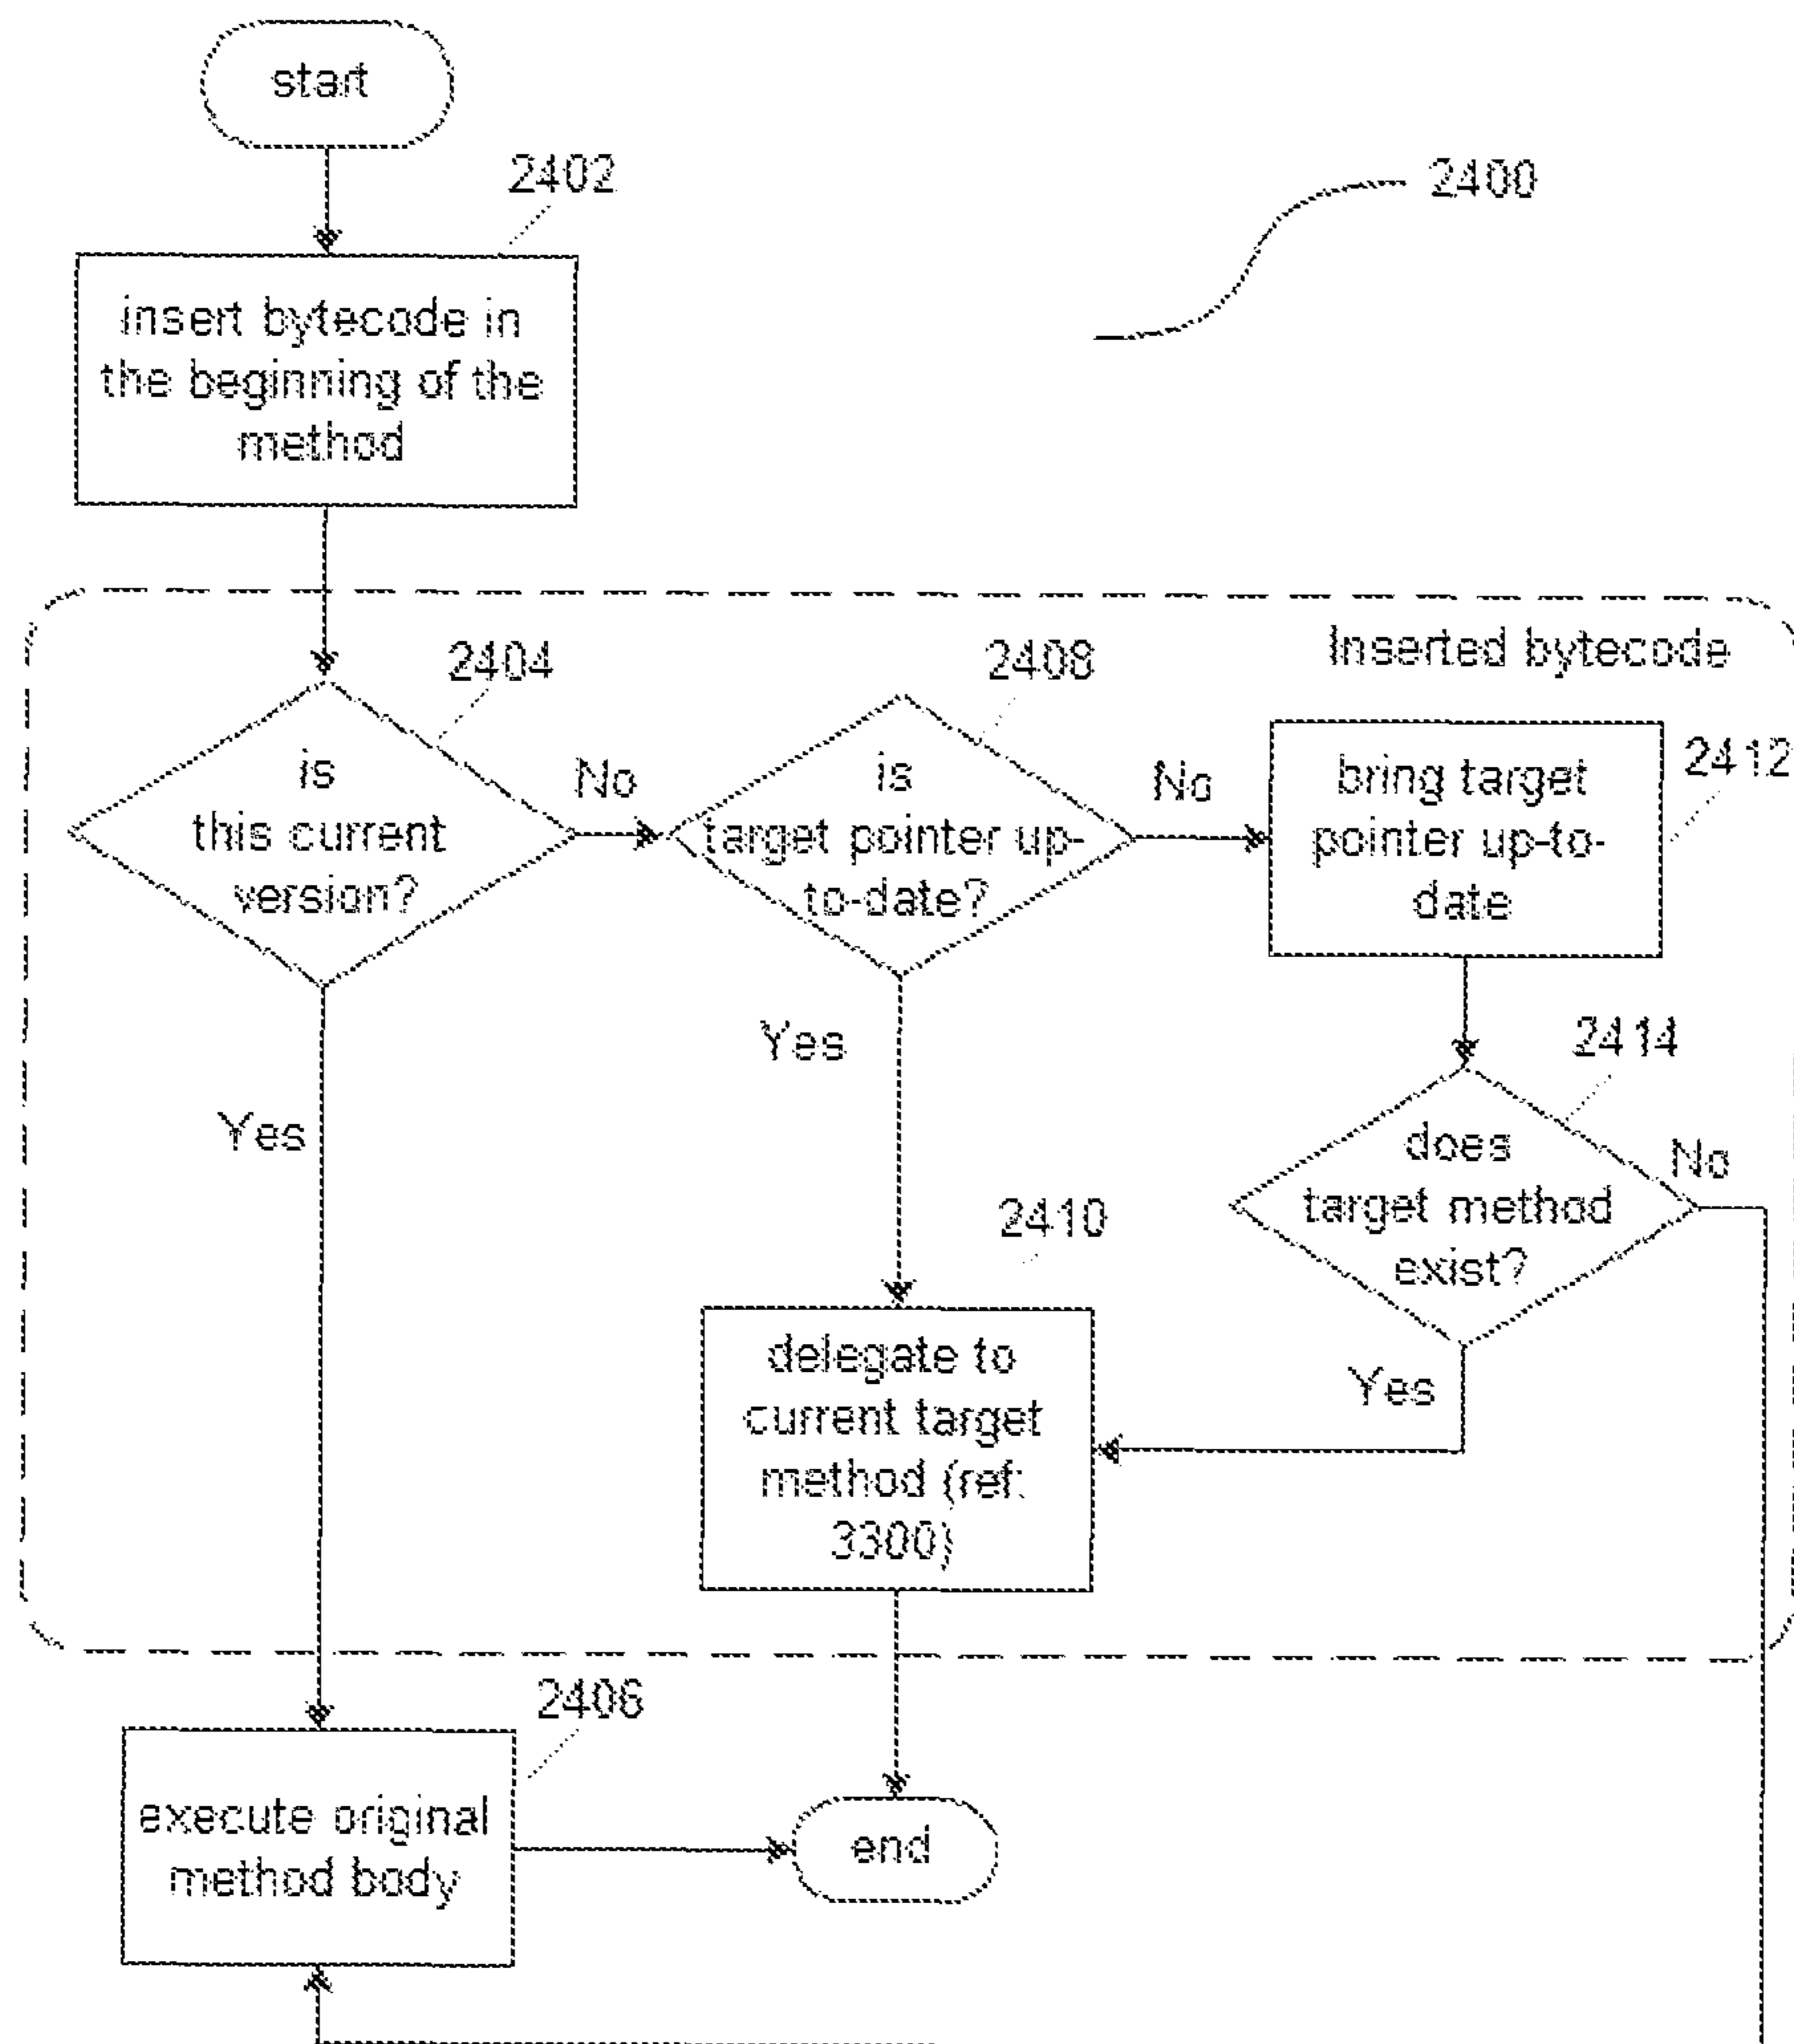 start
2402
2400
insert bytecode in
the beginning of the
method
Inserted bytecode
2404
2408
is
this current
version?
No
is
target pointer up-
to-date?
No
2412
bring target
pointer up-to-
date
Yes
Yes
2414
does
target method
exist?
No
2410
Yes
delegate to
current target
method (ref:
3300)
2406
execute original
method body
end